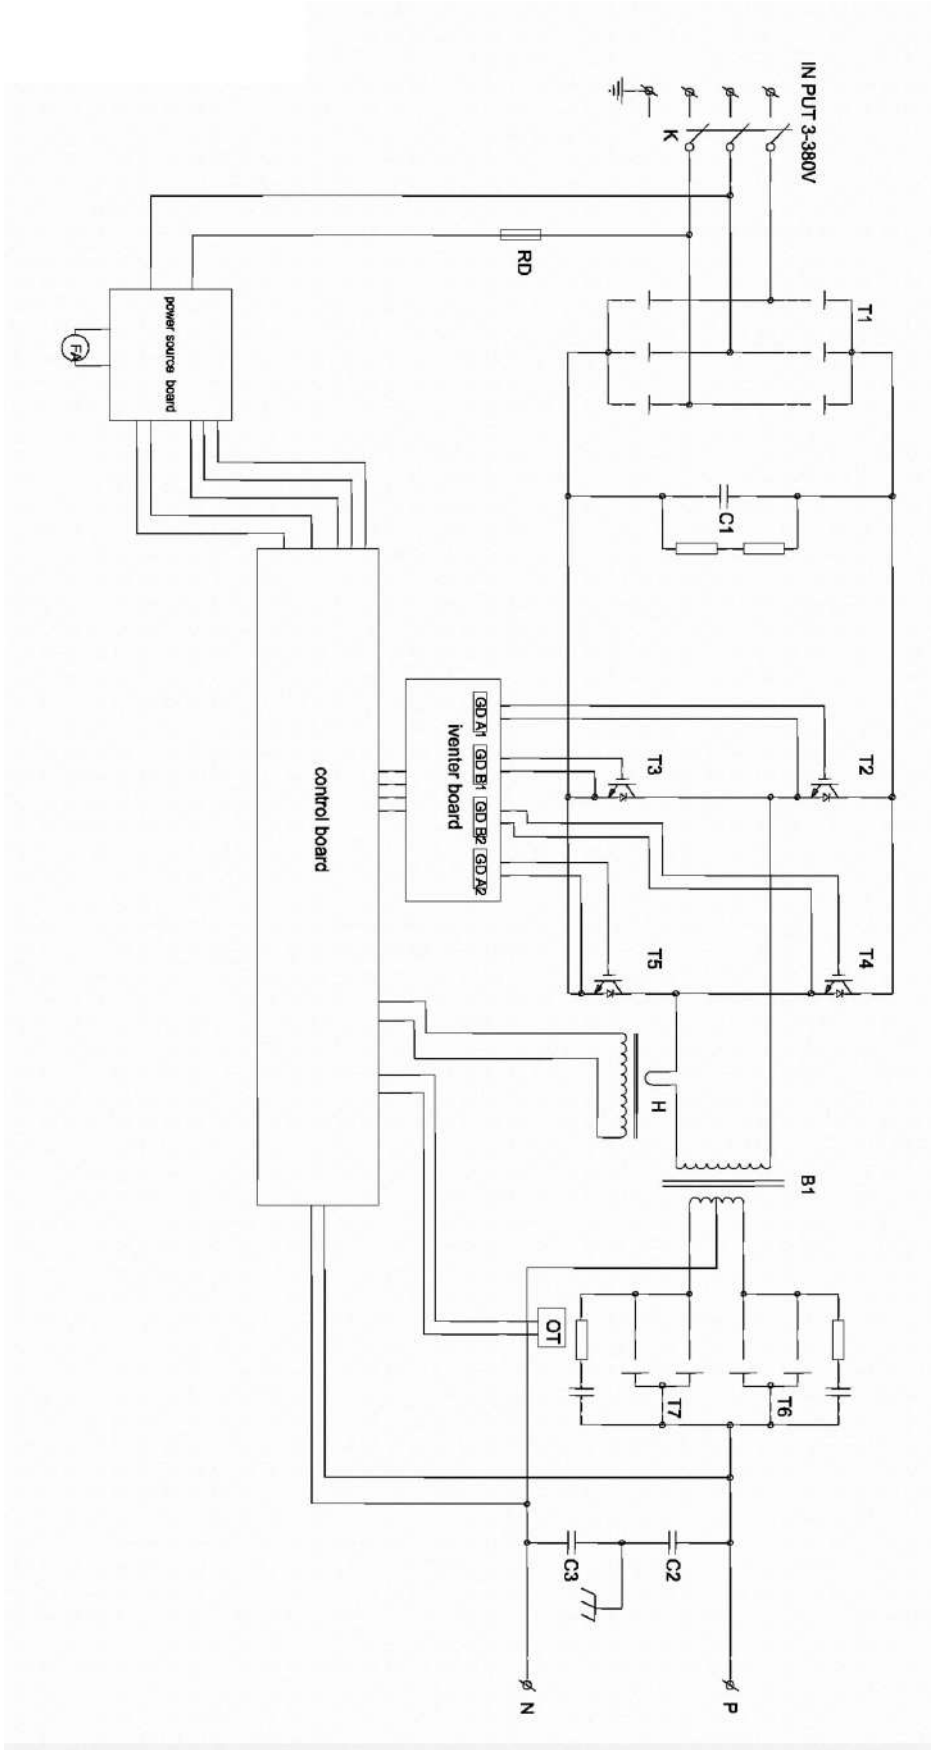 IN PUT 3-380V
K
RD
T1
power source board
FA
C1
GD A1
GD B1
GD B2
GD A2
iventer board
control board
T2
T3
T4
T5
H
B1
OT
T6
T7
C2
C3
P
N